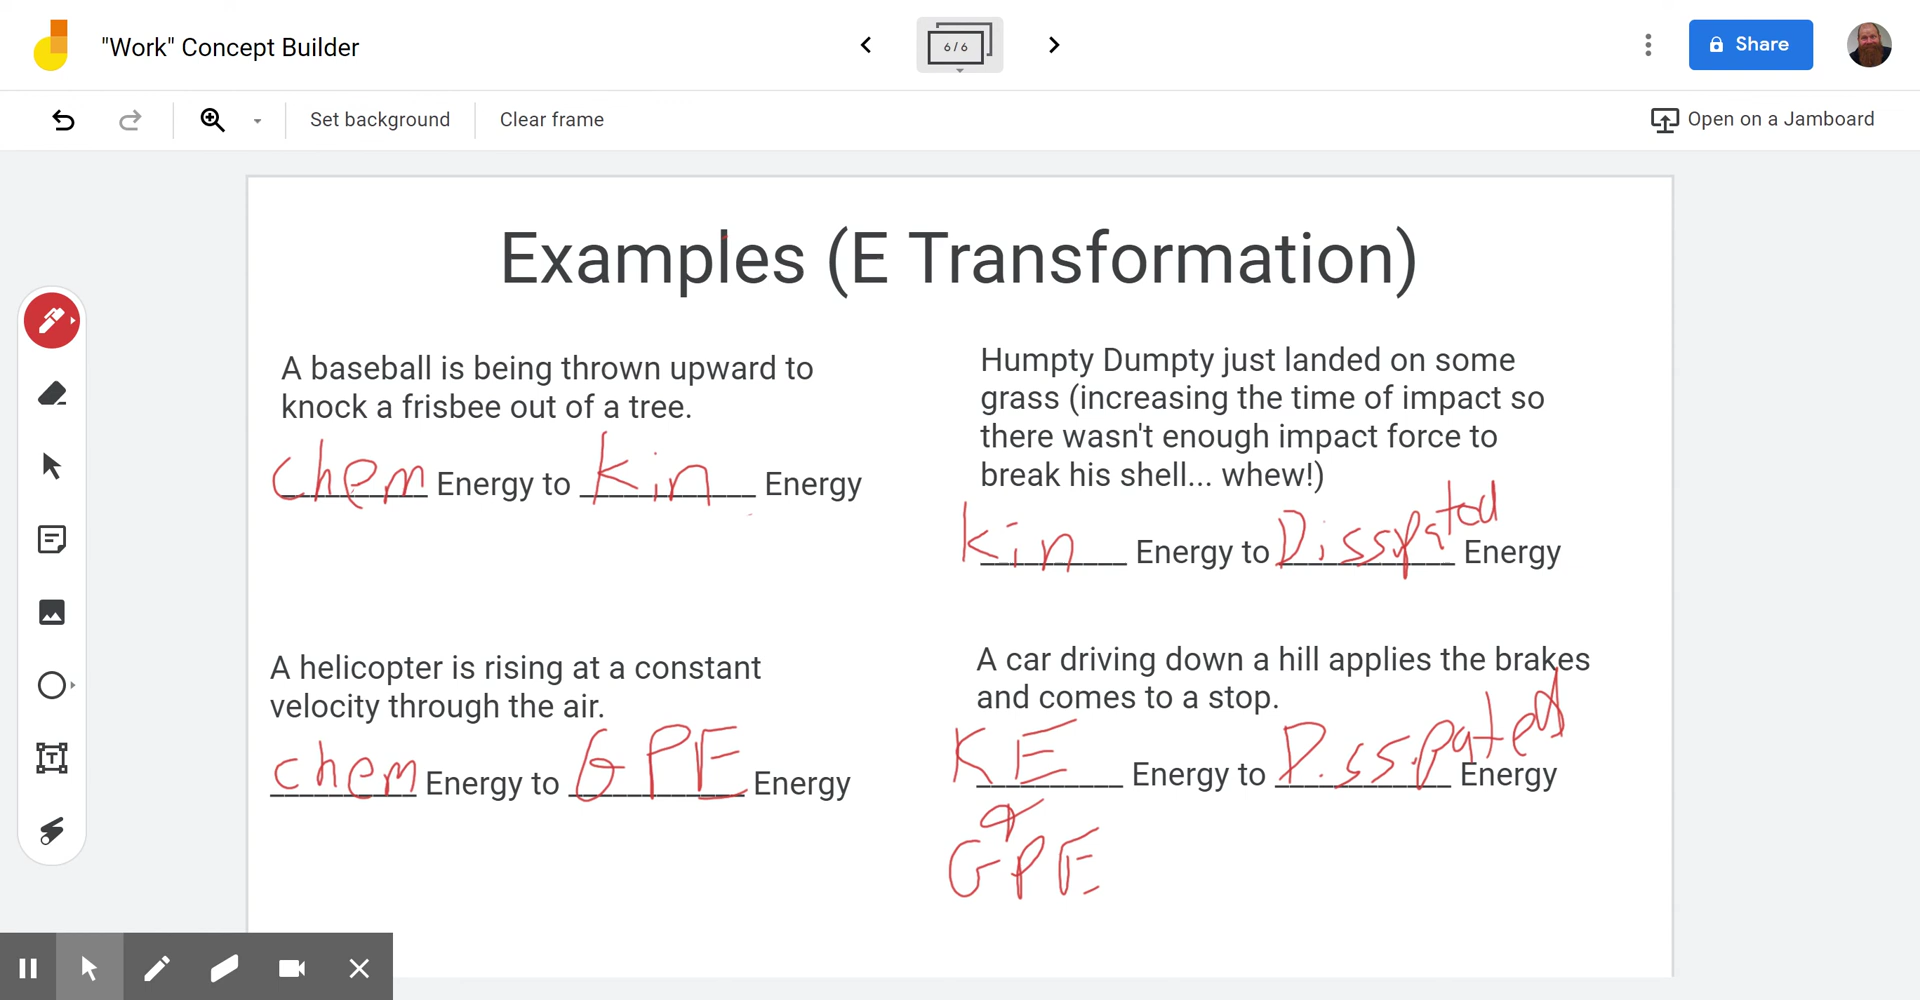 "Work" Concept Builder
6 / 6
Share
Set background
Clear frame
Open on a Jamboard
Examples (E Transformation)
A baseball is being thrown upward to
knock a frisbee out of a tree.
chem Energy to kin Energy
Humpty Dumpty just landed on some
grass (increasing the time of impact so
there wasn't enough impact force to
break his shell... whew!)
kin Energy to Disspated Energy
A helicopter is rising at a constant
velocity through the air.
chem Energy to GPE Energy
A car driving down a hill applies the brakes
and comes to a stop.
KE Energy to Disspated Energy
&
GPE